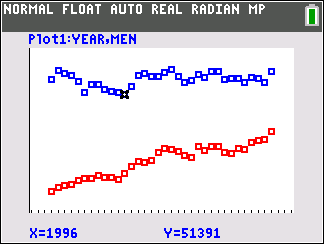 NORMAL FLOAT AUTO REAL RADIAN MP
Plot1:YEAR,MEN
X=1996 Y=51391